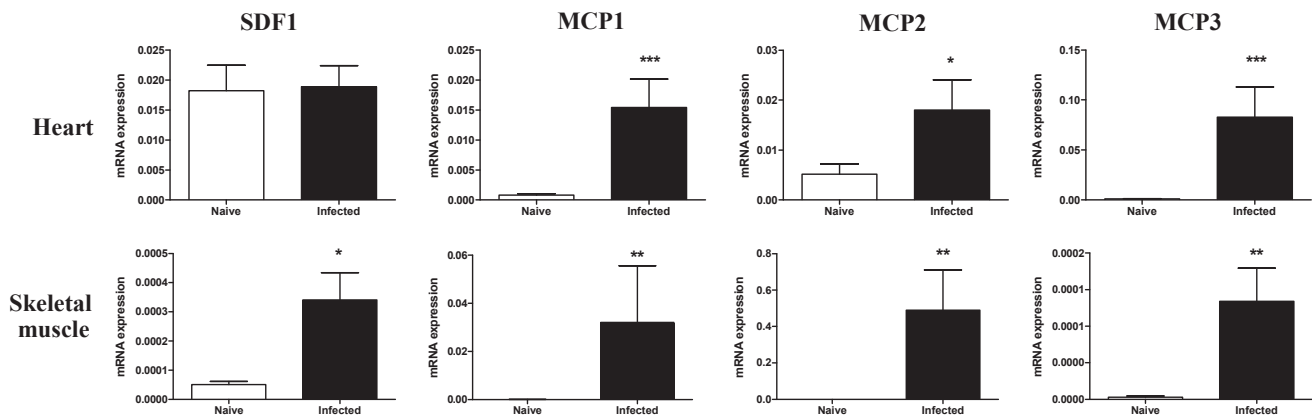 SDF1
MCP1
MCP2
MCP3
Heart
mRNA expression
0.025
0.020
0.015
0.010
0.005
0.000
Naive Infected
mRNA expression
0.025
0.020
0.015
0.010
0.005
0.000
***
Naive Infected
mRNA expression
0.03
0.02
0.01
0.00
*
Naive Infected
mRNA expression
0.15
0.10
0.05
0.00
***
Naive Infected
Skeletal
muscle
mRNA expression
0.0005
0.0004
0.0003
0.0002
0.0001
0.0000
*
Naive Infected
mRNA expression
0.06
0.04
0.02
0.00
**
Naive Infected
mRNA expression
0.8
0.6
0.4
0.2
0.0
**
Naive Infected
mRNA expression
0.0002
0.0001
0.0001
0.0000
0.0000
**
Naive Infected